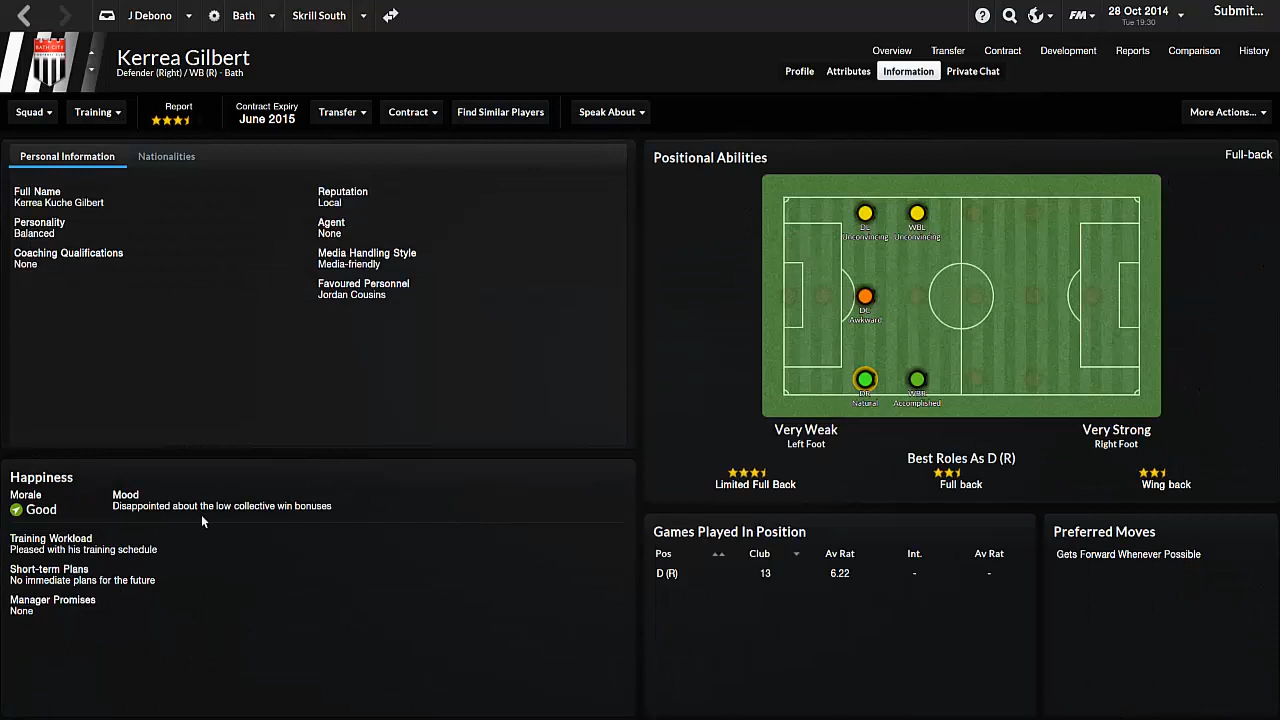 J Debono
Bath
Skrill South
FM
28 Oct 2014
Tue 19:30
Submit...
BATH CITY
Kerrea Gilbert
Defender (Right) / WB (R) - Bath
Overview
Transfer
Contract
Development
Reports
Comparison
History
Profile
Attributes
Information
Private Chat
Squad
Training
Report
Contract Expiry
June 2015
Transfer
Contract
Find Similar Players
Speak About
More Actions...
Personal Information
Nationalities
Full Name
Kerrea Kuche Gilbert
Personality
Balanced
Coaching Qualifications
None
Reputation
Local
Agent
None
Media Handling Style
Media-friendly
Favoured Personnel
Jordan Cousins
Positional Abilities
Full-back
DL
Unconvincing
WBL
Unconvincing
DC
Awkward
DR
Natural
WBR
Accomplished
Very Weak
Left Foot
Very Strong
Right Foot
Best Roles As D (R)
Limited Full Back
Full back
Wing back
Happiness
Morale
Good
Mood
Disappointed about the low collective win bonuses
Training Workload
Pleased with his training schedule
Short-term Plans
No immediate plans for the future
Manager Promises
None
Games Played In Position
Pos Club Av Rat Int. Av Rat
D (R) 13 6.22 - -
Preferred Moves
Gets Forward Whenever Possible